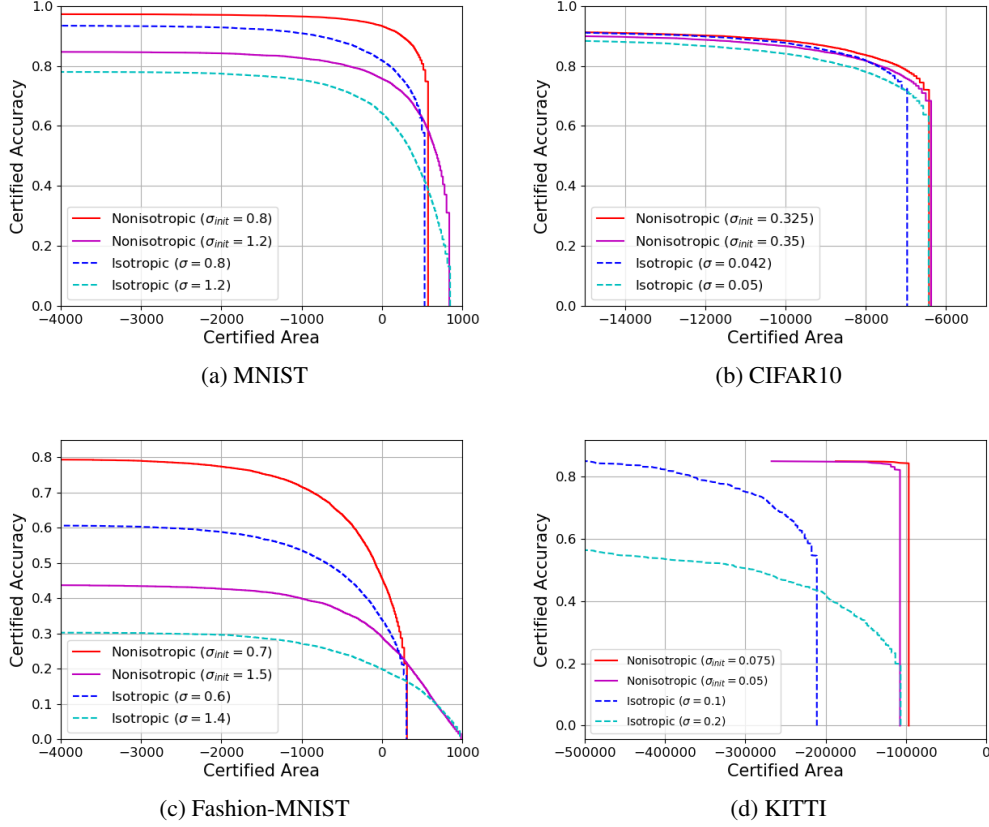 1.0
0.8
0.6
0.4
0.2
0.0
Certified Accuracy
Nonisotropic (σinit = 0.8)
Nonisotropic (σinit = 1.2)
Isotropic (σ = 0.8)
Isotropic (σ = 1.2)
−4000 −3000 −2000 −1000 0 1000
Certified Area
(a) MNIST
1.0
0.8
0.6
0.4
0.2
0.0
Certified Accuracy
Nonisotropic (σinit = 0.325)
Nonisotropic (σinit = 0.35)
Isotropic (σ = 0.042)
Isotropic (σ = 0.05)
−14000 −12000 −10000 −8000 −6000
Certified Area
(b) CIFAR10
0.8
0.7
0.6
0.5
0.4
0.3
0.2
0.1
0.0
Certified Accuracy
Nonisotropic (σinit = 0.7)
Nonisotropic (σinit = 1.5)
Isotropic (σ = 0.6)
Isotropic (σ = 1.4)
−4000 −3000 −2000 −1000 0 1000
Certified Area
(c) Fashion-MNIST
0.8
0.6
0.4
0.2
0.0
Certified Accuracy
Nonisotropic (σinit = 0.075)
Nonisotropic (σinit = 0.05)
Isotropic (σ = 0.1)
Isotropic (σ = 0.2)
−500000 −400000 −300000 −200000 −100000 0
Certified Area
(d) KITTI